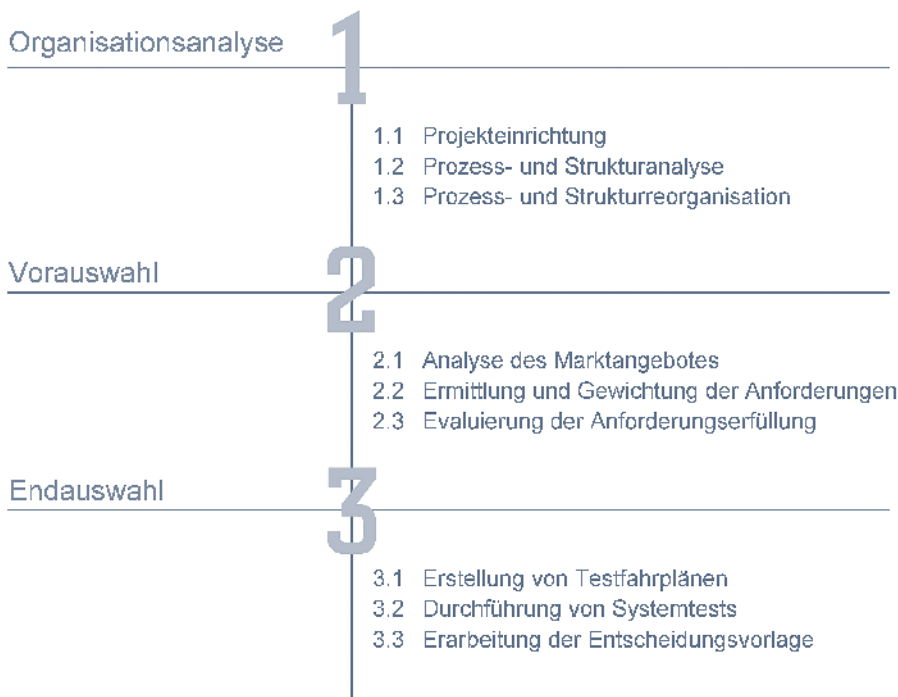 Organisationsanalyse
1
1.1 Projekteinrichtung
1.2 Prozess- und Strukturanalyse
1.3 Prozess- und Strukturreorganisation
Vorauswahl
2
2.1 Analyse des Marktangebotes
2.2 Ermittlung und Gewichtung der Anforderungen
2.3 Evaluierung der Anforderungserfüllung
Endauswahl
3
3.1 Erstellung von Testfahrplänen
3.2 Durchführung von Systemtests
3.3 Erarbeitung der Entscheidungsvorlage